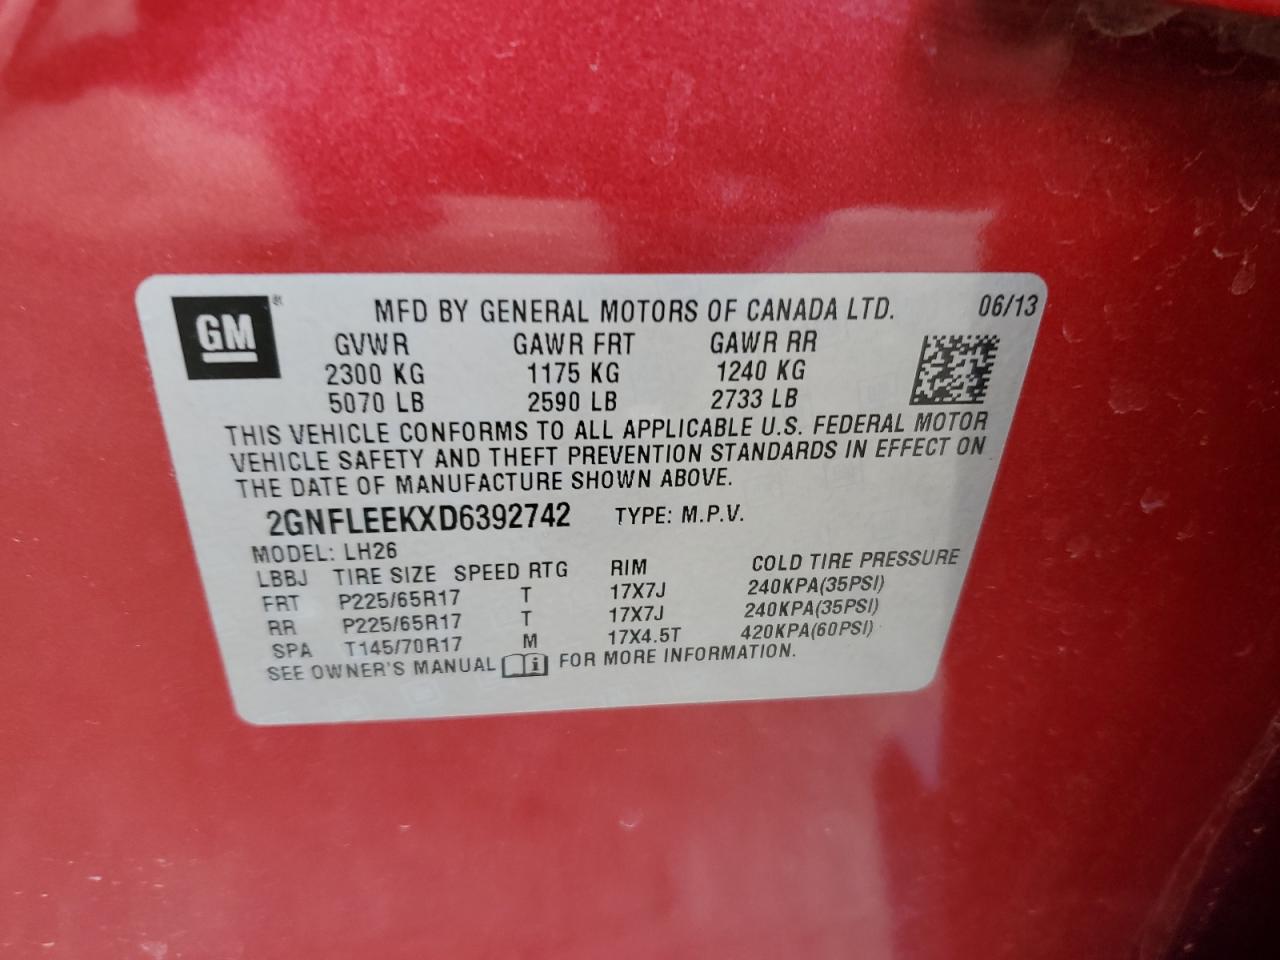 GM
MFD BY GENERAL MOTORS OF CANADA LTD. 06/13
GVWR GAWR FRT GAWR RR
2300 KG 1175 KG 1240 KG
5070 LB 2590 LB 2733 LB
THIS VEHICLE CONFORMS TO ALL APPLICABLE U.S. FEDERAL MOTOR
VEHICLE SAFETY AND THEFT PREVENTION STANDARDS IN EFFECT ON
THE DATE OF MANUFACTURE SHOWN ABOVE.
2GNFLEEKXD6392742 TYPE: M.P.V.
MODEL: LH26
LBBJ TIRE SIZE SPEED RTG RIM COLD TIRE PRESSURE
FRT P225/65R17 T 17X7J 240KPA(35PSI)
RR P225/65R17 T 17X7J 240KPA(35PSI)
SPA T145/70R17 M 17X4.5T 420KPA(60PSI)
SEE OWNER'S MANUAL i FOR MORE INFORMATION.